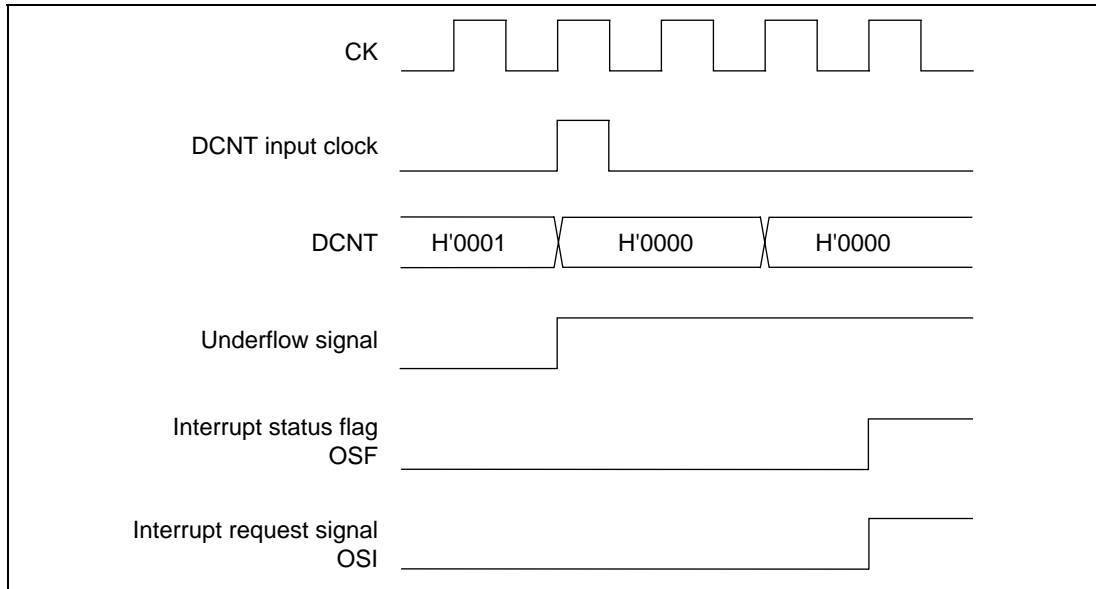 CK
DCNT input clock
DCNT H'0001 H'0000 H'0000
Underflow signal
Interrupt status flag
OSF
Interrupt request signal
OSI